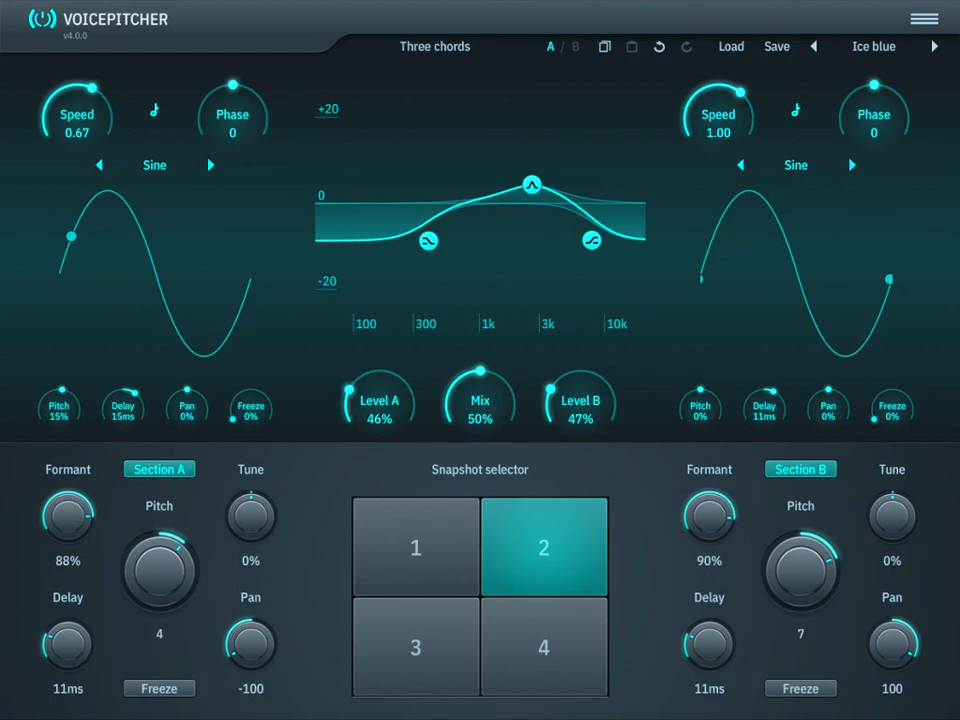 VOICEPITCHER
v4.0.0
Three chords
A / B
Load
Save
Ice blue
Speed
0.67
Phase
0
Sine
+20
0
-20
100
300
1k
3k
10k
Speed
1.00
Phase
0
Sine
Pitch
15%
Delay
15ms
Pan
0%
Freeze
0%
Level A
46%
Mix
50%
Level B
47%
Pitch
0%
Delay
11ms
Pan
0%
Freeze
0%
Formant
88%
Section A
Tune
0%
Pitch
4
Delay
11ms
Pan
-100
Freeze
Snapshot selector
1
2
3
4
Formant
90%
Section B
Tune
0%
Pitch
7
Delay
11ms
Pan
100
Freeze